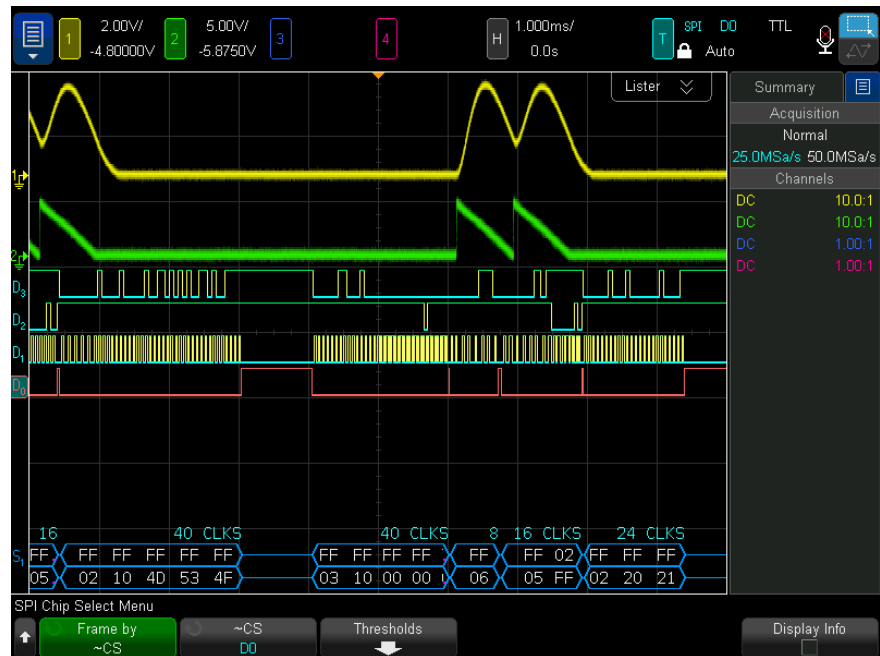 1 2.00V/ 2 5.00V/ 3 4 H 1.000ms/ T SPI D0 TTL
-4.80000V -5.8750V 0.0s Auto
Lister
Summary
Acquisition
Normal
25.0MSa/s 50.0MSa/s
Channels
DC 10.0:1
DC 10.0:1
DC 1.00:1
DC 1.00:1
1
2
D3
D2
D1
D0
16 40 CLKS 40 CLKS 8 16 CLKS 24 CLKS
S1 FF FF FF FF FF FF FF FF FF FF FF FF 02 FF FF FF
05 02 10 4D 53 4F 03 10 00 00 06 05 FF 02 20 21
SPI Chip Select Menu
Frame by ~CS Thresholds Display Info
~CS D0